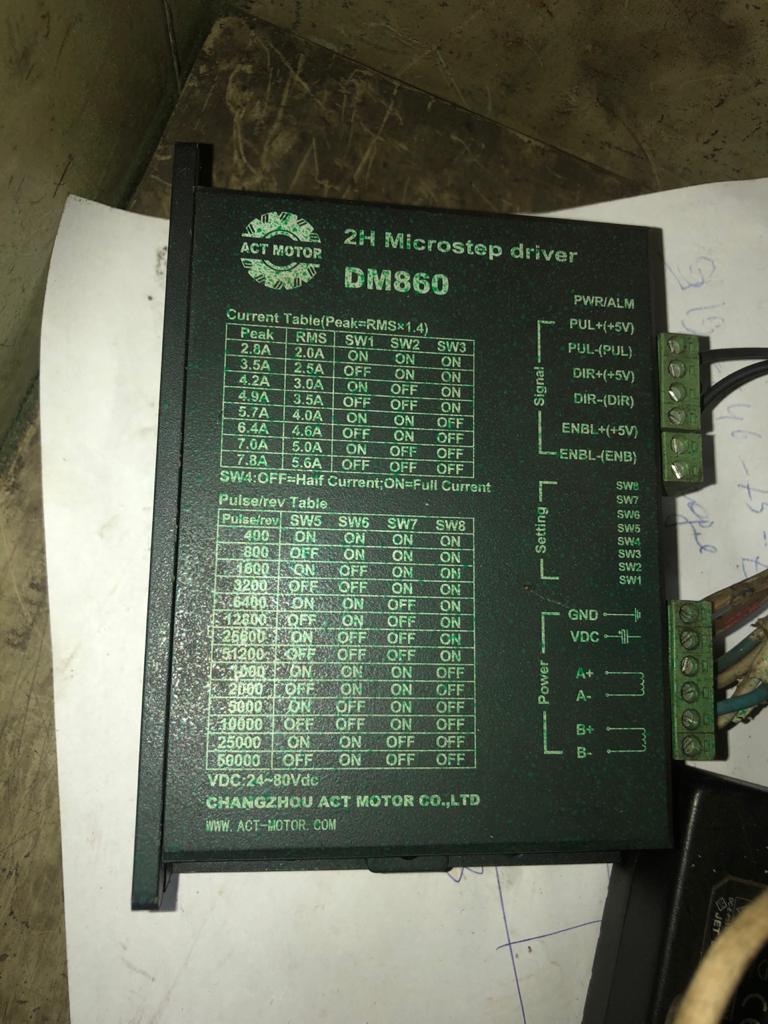 ACT MOTOR
2H Microstep driver
DM860
Current Table(Peak=RMS×1.4)
Peak RMS SW1 SW2 SW3
2.8A 2.0A ON ON ON
3.5A 2.5A OFF ON ON
4.2A 3.0A ON OFF ON
4.9A 3.5A OFF OFF ON
5.7A 4.0A ON ON OFF
6.4A 4.6A OFF ON OFF
7.0A 5.0A ON OFF OFF
7.8A 5.6A OFF OFF OFF
SW4:OFF=Half Current;ON=Full Current
Pulse/rev Table
Pulse/rev SW5 SW6 SW7 SW8
400 ON ON ON ON
800 OFF ON ON ON
1600 ON OFF ON ON
3200 OFF OFF ON ON
6400 ON ON OFF ON
12800 OFF ON OFF ON
25600 ON OFF OFF ON
51200 OFF OFF OFF ON
1000 ON ON ON OFF
2000 OFF ON ON OFF
5000 ON OFF ON OFF
10000 OFF OFF ON OFF
25000 ON ON OFF OFF
50000 OFF ON OFF OFF
VDC:24~80Vdc
CHANGZHOU ACT MOTOR CO.,LTD
WWW.ACT-MOTOR.COM
PWR/ALM
Signal
PUL+(+5V)
PUL-(PUL)
DIR+(+5V)
DIR-(DIR)
ENBL+(+5V)
ENBL-(ENB)
Setting
SW8
SW7
SW6
SW5
SW4
SW3
SW2
SW1
Power
GND
VDC
A+
A-
B+
B-
JET